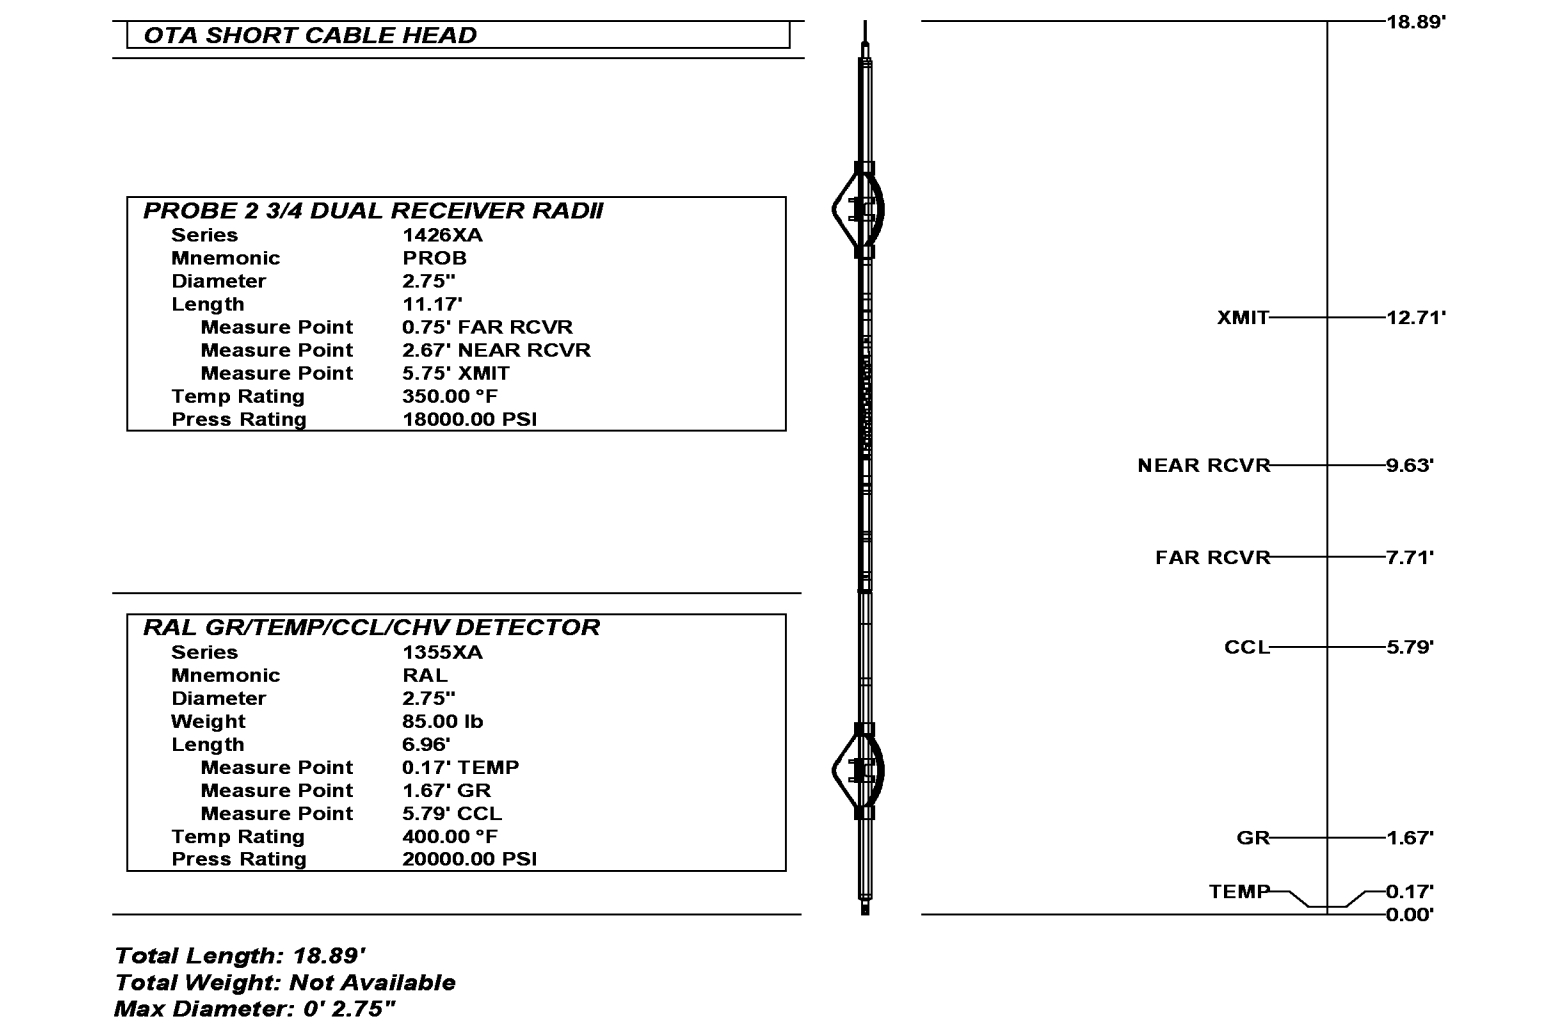 OTA SHORT CABLE HEAD
18.89'
PROBE 2 3/4 DUAL RECEIVER RADII
Series 1426XA
Mnemonic PROB
Diameter 2.75"
Length 11.17'
Measure Point 0.75' FAR RCVR
Measure Point 2.67' NEAR RCVR
Measure Point 5.75' XMIT
Temp Rating 350.00 °F
Press Rating 18000.00 PSI
XMIT 12.71'
NEAR RCVR 9.63'
FAR RCVR 7.71'
CCL 5.79'
RAL GR/TEMP/CCL/CHV DETECTOR
Series 1355XA
Mnemonic RAL
Diameter 2.75"
Weight 85.00 lb
Length 6.96'
Measure Point 0.17' TEMP
Measure Point 1.67' GR
Measure Point 5.79' CCL
Temp Rating 400.00 °F
Press Rating 20000.00 PSI
GR 1.67'
TEMP 0.17'
0.00'
Total Length: 18.89'
Total Weight: Not Available
Max Diameter: 0' 2.75"